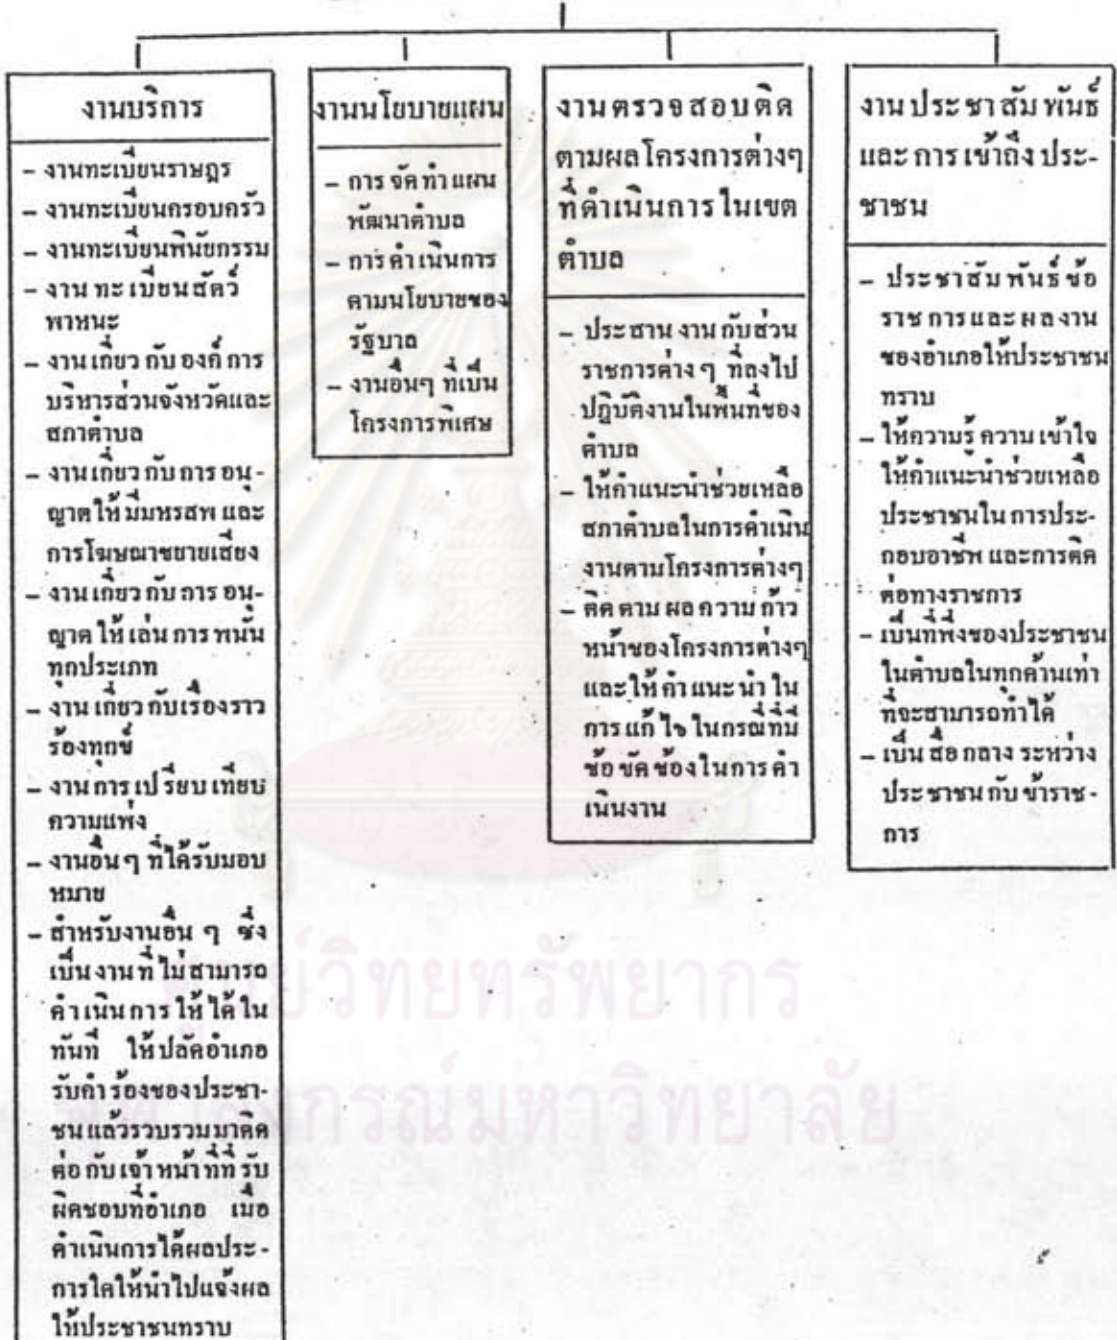 งานบริการ
- งานทะเบียนราษฎร
- งานทะเบียนครอบครัว
- งานทะเบียนพินัยกรรม
- งานทะเบียนสัตว์
พาหนะ
- งานเกี่ยวกับองค์การ
บริหารส่วนจังหวัดและ
สภาตำบล
- งานเกี่ยวกับการอนุ-
ญาตให้มีมหรสพ และ
การโฆษณาขยายเสียง
- งานเกี่ยวกับการอนุ-
ญาตให้เล่นการพนัน
ทุกประเภท
- งานเกี่ยวกับเรื่องราว
ร้องทุกข์
- งานการเปรียบเทียบ
ความแพ่ง
- งานอื่นๆ ที่ได้รับมอบ
หมาย
- สำหรับงานอื่น ๆ ซึ่ง
เป็นงานที่ไม่สามารถ
ดำเนินการให้ได้ใน
ทันที ให้ปลัดอำเภอ
รับคำร้องของประชา-
ชนแล้วรวบรวมมาติด
ต่อกับเจ้าหน้าที่ที่รับ
ผิดชอบที่อำเภอ เมื่อ
ดำเนินการได้ผลประ-
การใดให้นำไปแจ้งผล
ให้ประชาชนทราบ
งานนโยบายแผน
- การจัดทำแผน
พัฒนาตำบล
- การดำเนินการ
ตามนโยบายของ
รัฐบาล
- งานอื่นๆ ที่เป็น
โครงการพิเศษ
งานตรวจสอบติด
ตามผลโครงการต่างๆ
ที่ดำเนินการในเขต
ตำบล
- ประสานงานกับส่วน
ราชการต่าง ๆ ที่ลงไป
ปฏิบัติงานในพื้นที่ของ
ตำบล
- ให้คำแนะนำช่วยเหลือ
สภาตำบลในการดำเนิน
งานตามโครงการต่างๆ
- ติดตามผลความก้าว
หน้าของโครงการต่างๆ
และให้คำแนะนำใน
การแก้ไขในกรณีที่มี
ข้อขัดข้องในการดำ
เนินงาน
งานประชาสัมพันธ์
และการเข้าถึงประ-
ชาชน
- ประชาสัมพันธ์ข้อ
ราชการและผลงาน
ของอำเภอให้ประชาชน
ทราบ
- ให้ความรู้ความเข้าใจ
ให้คำแนะนำช่วยเหลือ
ประชาชนในการประ-
กอบอาชีพ และการติด
ต่อทางราชการ
- เป็นที่พึ่งของประชาชน
ในตำบลในทุกด้านเท่า
ที่จะสามารถทำได้
- เป็นสื่อกลางระหว่าง
ประชาชนกับข้าราช-
การ
ศูนย์วิทยทรัพยากร
จุฬาลงกรณ์มหาวิทยาลัย